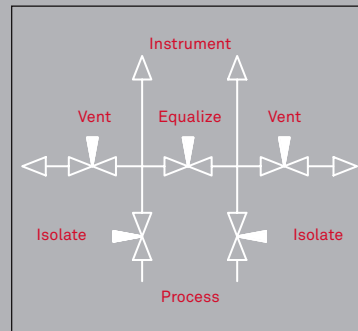 Instrument
Vent Equalize Vent
Isolate Isolate
Process